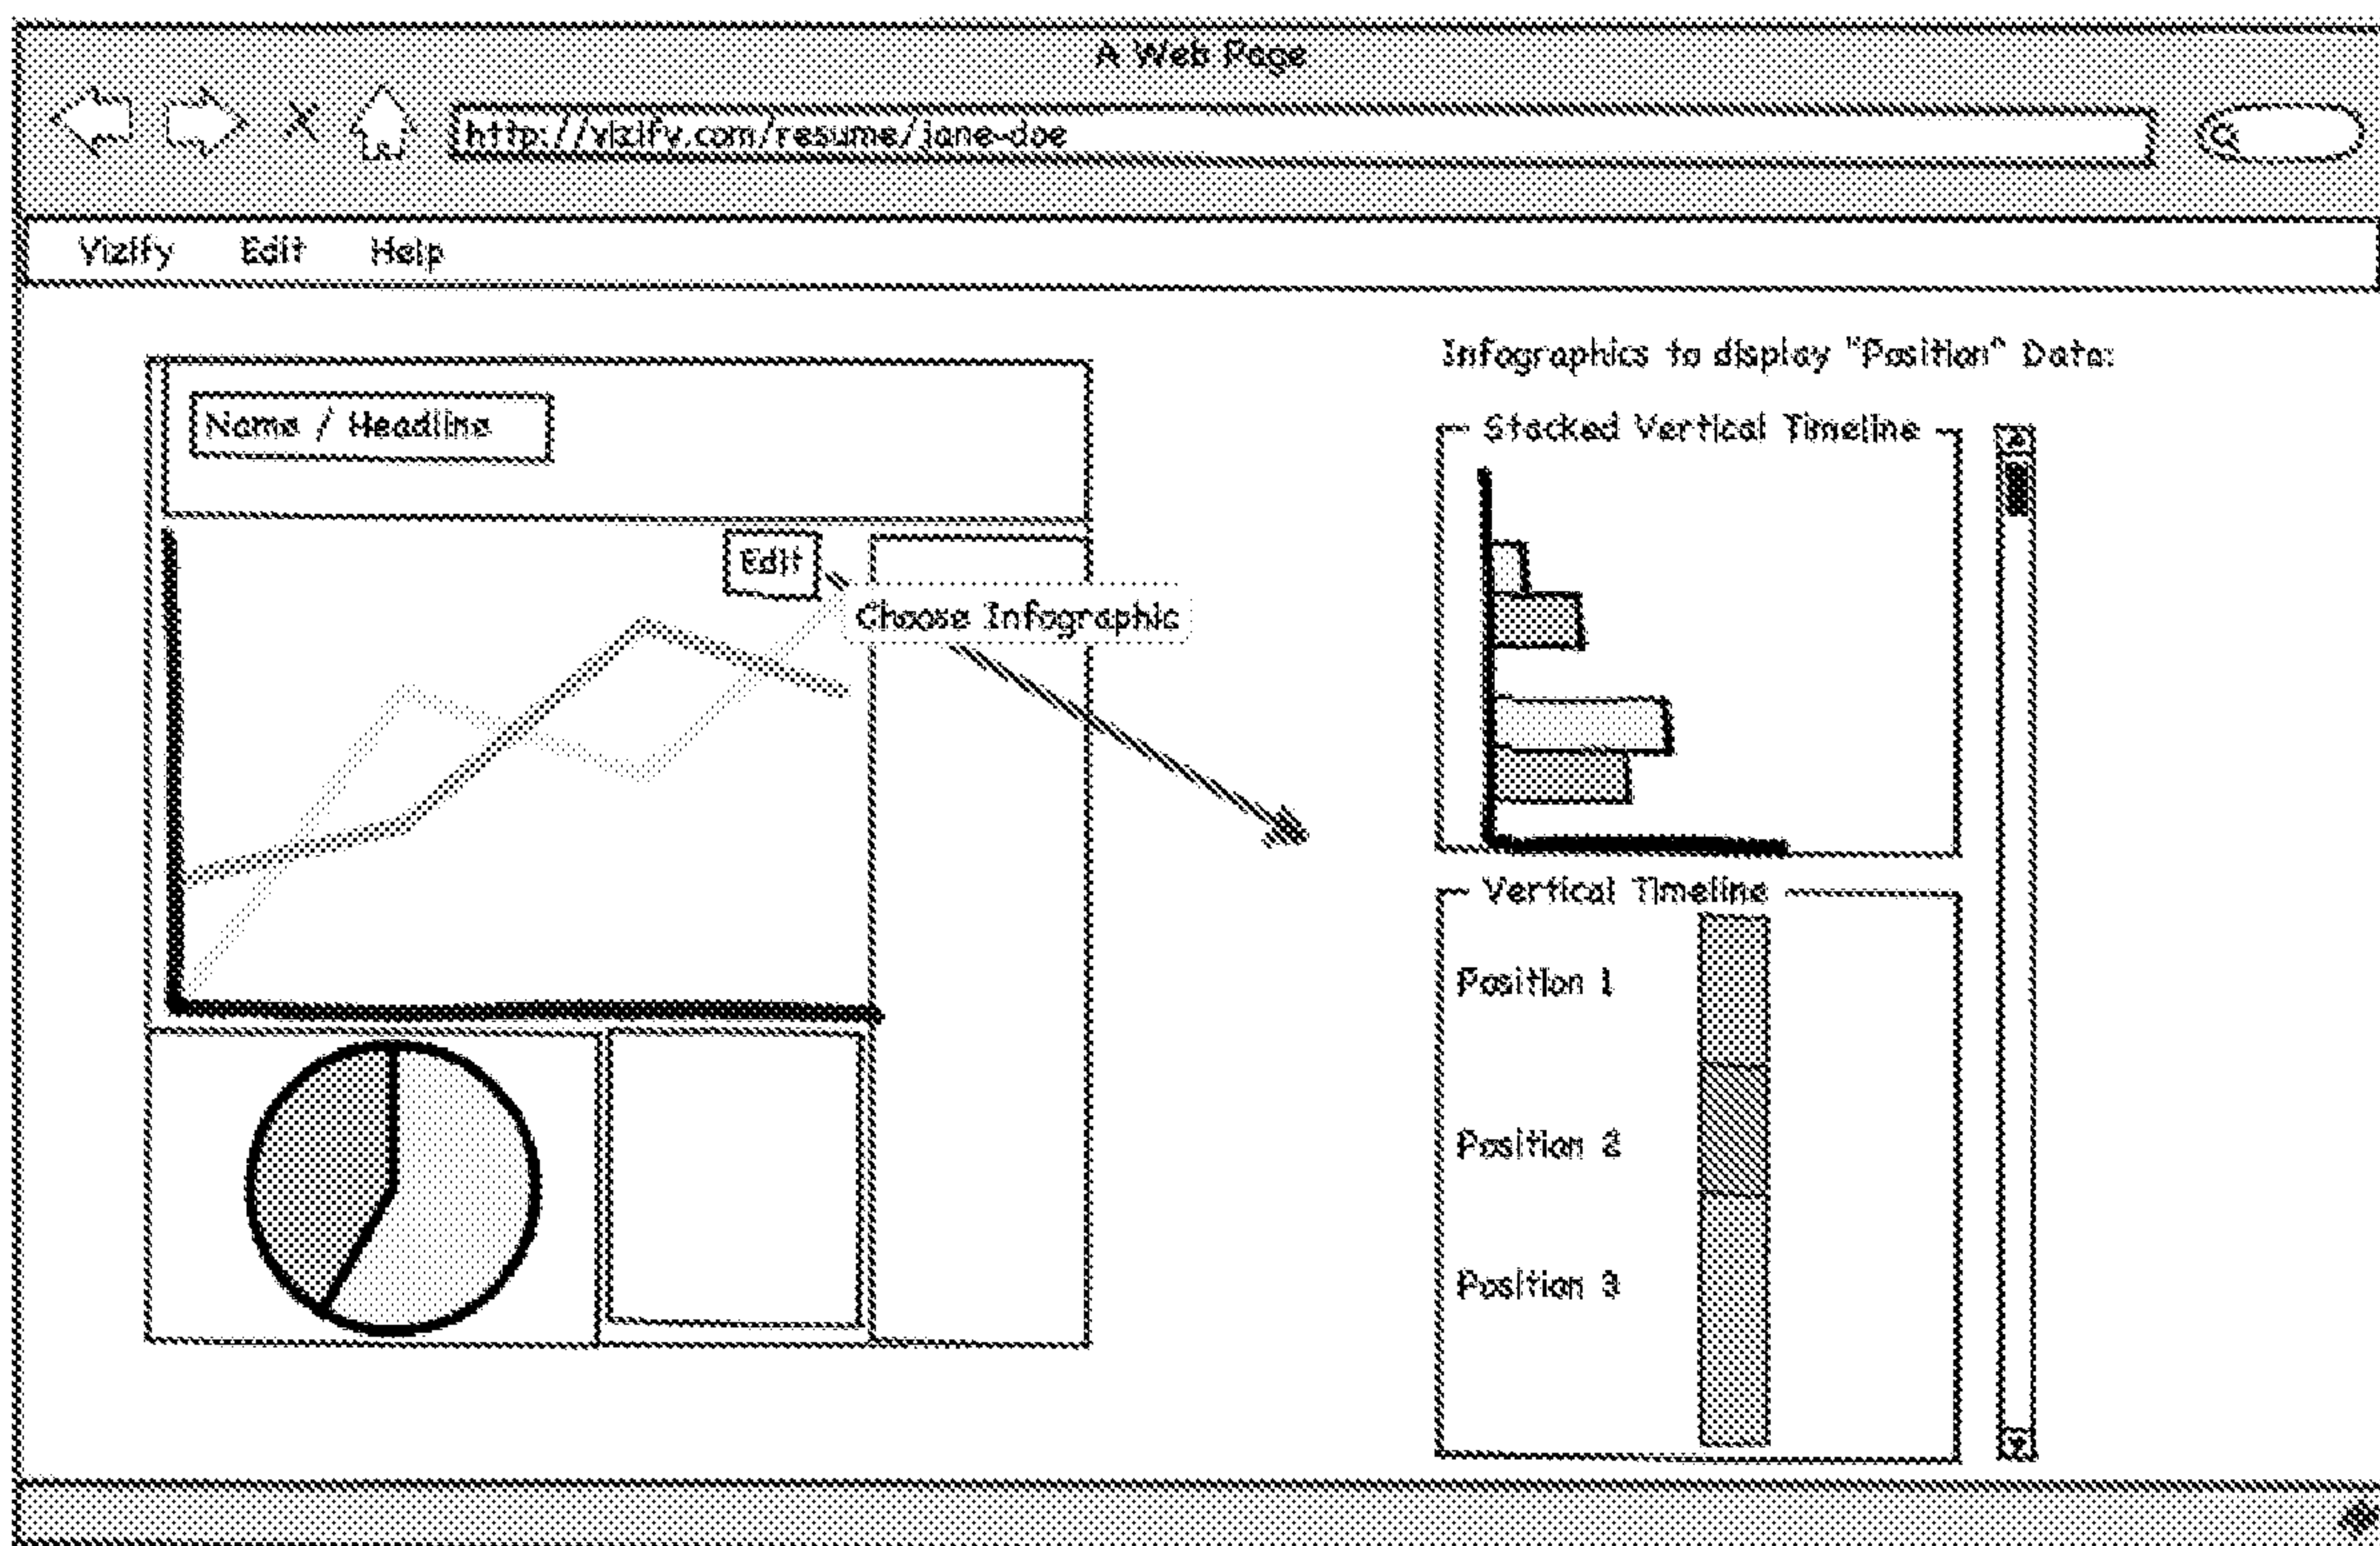 A Web Page
http://vizify.com/resume/jane-doe
Vizify Edit Help
Name / Headline
Edit
Choose Infographic
Infographics to display "Position" Data:
Stacked Vertical Timeline
Vertical Timeline
Position 1
Position 2
Position 3